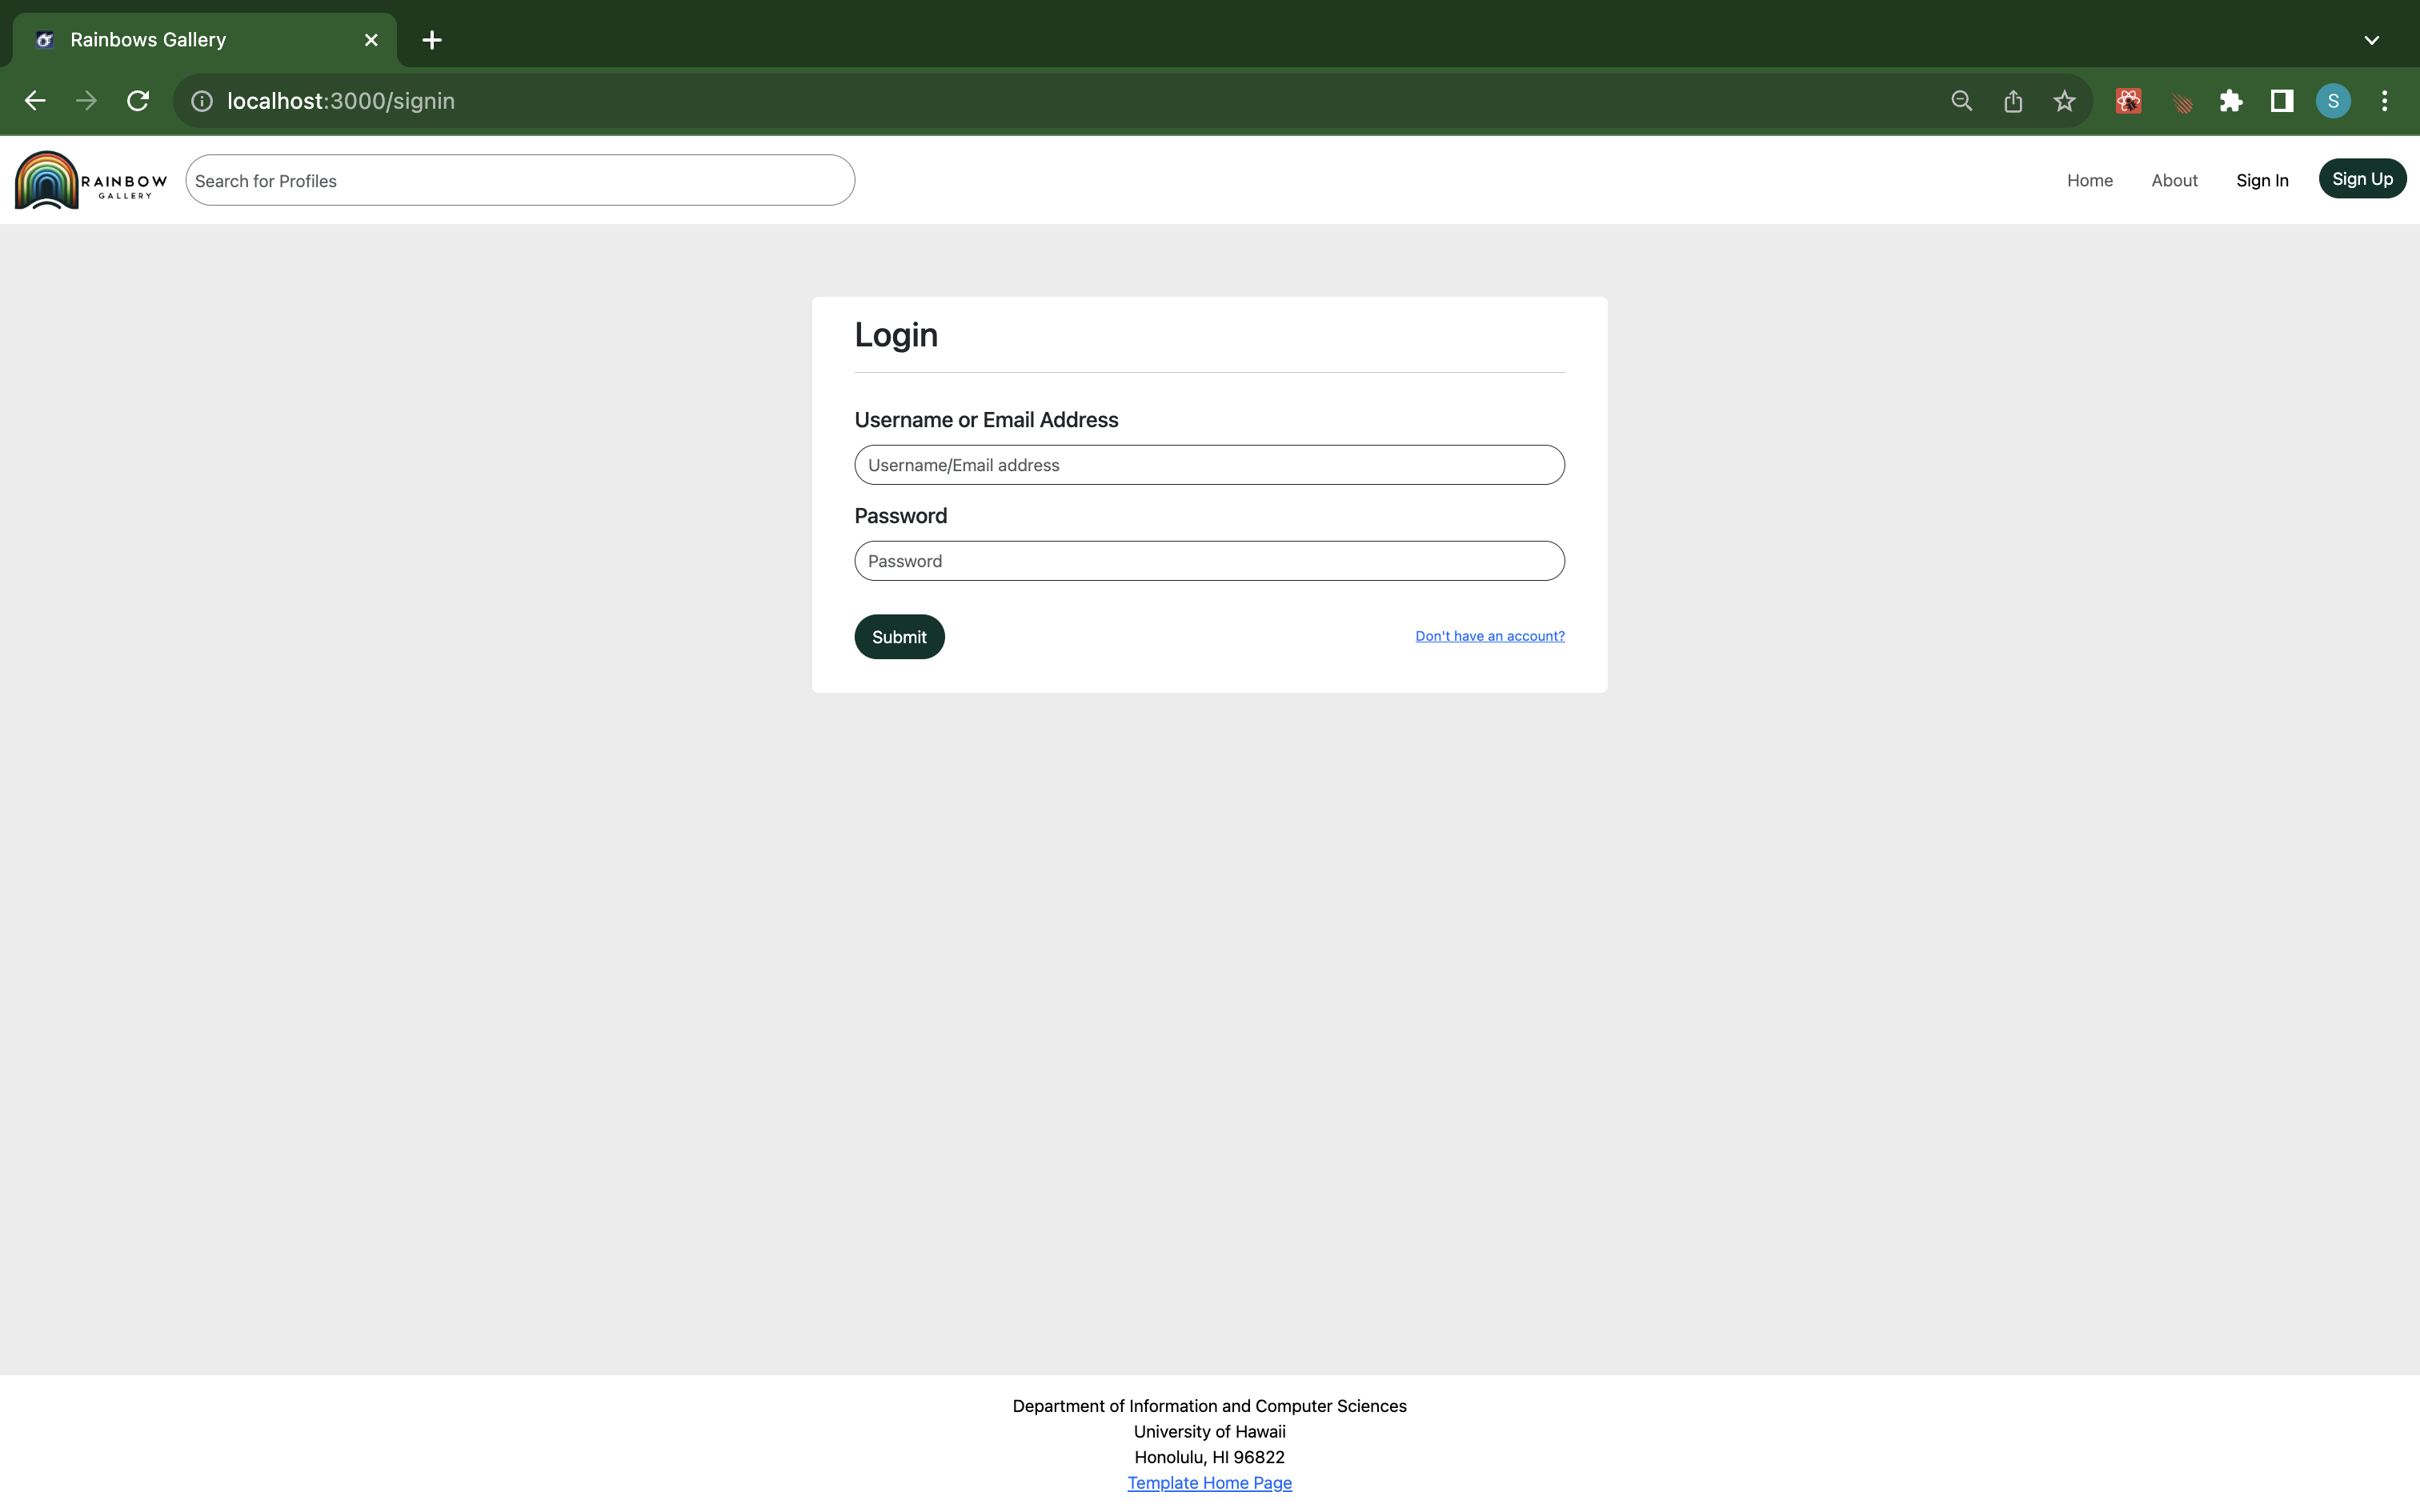 Rainbows Gallery
localhost:3000/signin
S
RAINBOW
GALLERY
Search for Profiles
Home
About
Sign In
Sign Up
Login
Username or Email Address
Username/Email address
Password
Password
Submit
Don't have an account?
Department of Information and Computer Sciences
University of Hawaii
Honolulu, HI 96822
Template Home Page